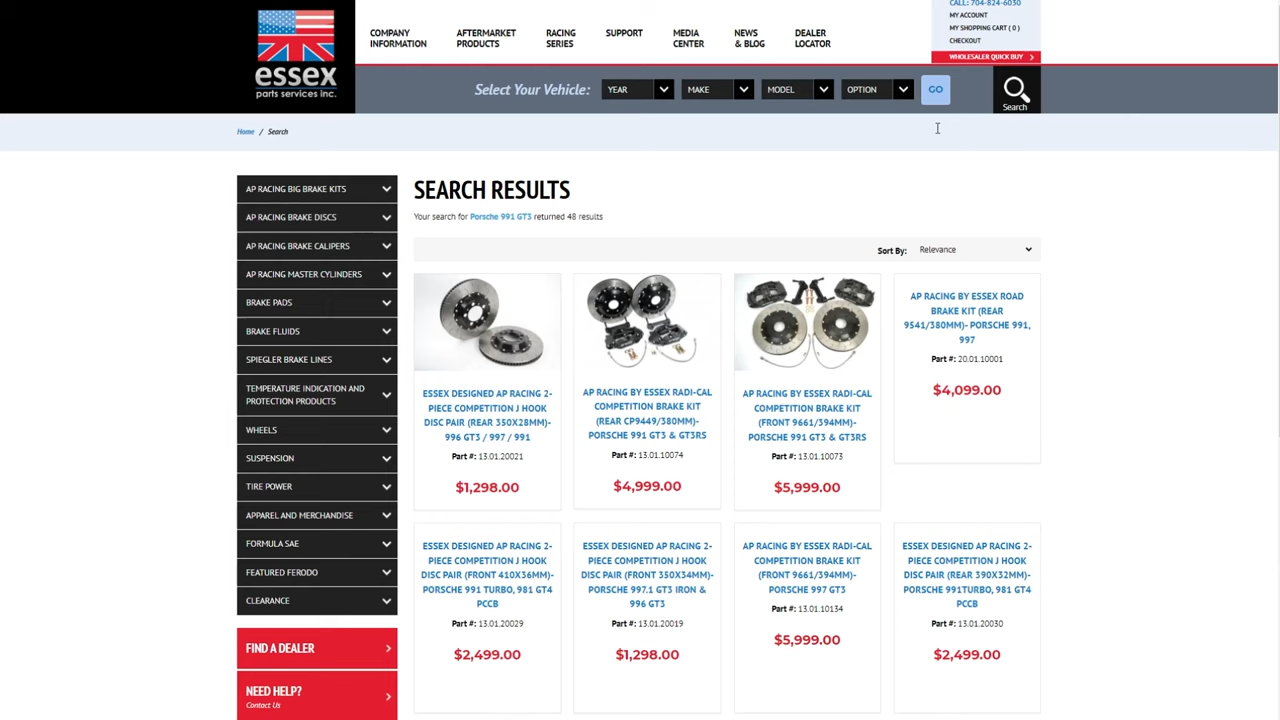 essex
parts services inc.
COMPANY
INFORMATION
AFTERMARKET
PRODUCTS
RACING
SERIES
SUPPORT
MEDIA
CENTER
NEWS
& BLOG
DEALER
LOCATOR
CALL: 704-824-6030
MY ACCOUNT
MY SHOPPING CART ( 0 )
CHECKOUT
WHOLESALER QUICK BUY
Select Your Vehicle: YEAR MAKE MODEL OPTION GO
Search
Home / Search
AP RACING BIG BRAKE KITS
AP RACING BRAKE DISCS
AP RACING BRAKE CALIPERS
AP RACING MASTER CYLINDERS
BRAKE PADS
BRAKE FLUIDS
SPIEGLER BRAKE LINES
TEMPERATURE INDICATION AND
PROTECTION PRODUCTS
WHEELS
SUSPENSION
TIRE POWER
APPAREL AND MERCHANDISE
FORMULA SAE
FEATURED FERODO
CLEARANCE
FIND A DEALER
NEED HELP?
Contact Us
SEARCH RESULTS
Your search for Porsche 991 GT3 returned 48 results
Sort By: Relevance
ESSEX DESIGNED AP RACING 2-
PIECE COMPETITION J HOOK
DISC PAIR (REAR 350X28MM)-
996 GT3 / 997 / 991
Part #: 13.01.20021
$1,298.00
AP RACING BY ESSEX RADI-CAL
COMPETITION BRAKE KIT
(REAR CP9449/380MM)-
PORSCHE 991 GT3 & GT3RS
Part #: 13.01.10074
$4,999.00
AP RACING BY ESSEX RADI-CAL
COMPETITION BRAKE KIT
(FRONT 9661/394MM)-
PORSCHE 991 GT3 & GT3RS
Part #: 13.01.10073
$5,999.00
AP RACING BY ESSEX ROAD
BRAKE KIT (REAR
9541/380MM)- PORSCHE 991,
997
Part #: 20.01.10001
$4,099.00
ESSEX DESIGNED AP RACING 2-
PIECE COMPETITION J HOOK
DISC PAIR (FRONT 410X36MM)-
PORSCHE 991 TURBO, 981 GT4
PCCB
Part #: 13.01.20029
$2,499.00
ESSEX DESIGNED AP RACING 2-
PIECE COMPETITION J HOOK
DISC PAIR (FRONT 350X34MM)-
PORSCHE 997.1 GT3 IRON &
996 GT3
Part #: 13.01.20019
$1,298.00
AP RACING BY ESSEX RADI-CAL
COMPETITION BRAKE KIT
(FRONT 9661/394MM)-
PORSCHE 997 GT3
Part #: 13.01.10134
$5,999.00
ESSEX DESIGNED AP RACING 2-
PIECE COMPETITION J HOOK
DISC PAIR (REAR 390X32MM)-
PORSCHE 991TURBO, 981 GT4
PCCB
Part #: 13.01.20030
$2,499.00